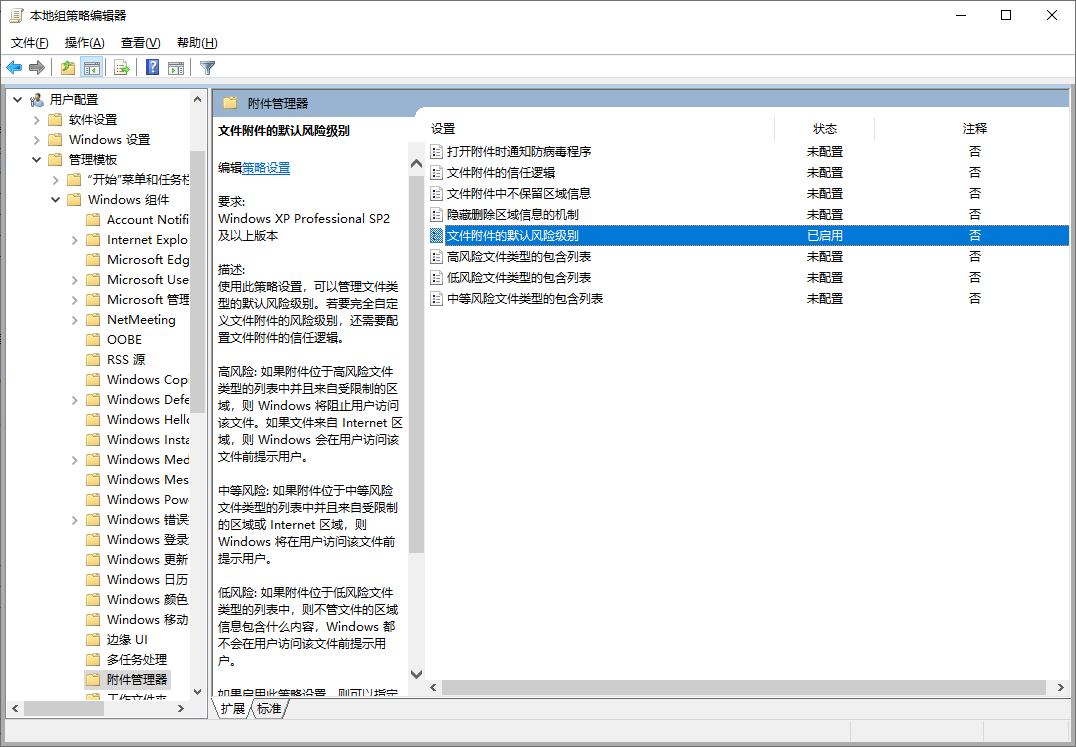 本地组策略编辑器
文件(F) 操作(A) 查看(V) 帮助(H)
用户配置
软件设置
Windows 设置
管理模板
"开始"菜单和任务栏
Windows 组件
Account Notifi
Internet Explo
Microsoft Edg
Microsoft Use
Microsoft 管理
NetMeeting
OOBE
RSS 源
Windows Copi
Windows Defe
Windows Hello
Windows Insta
Windows Med
Windows Mes
Windows Pow
Windows 错误
Windows 登录
Windows 更新
Windows 日历
Windows 颜色
Windows 移动
边缘 UI
多任务处理
附件管理器
工作文件夹
附件管理器
文件附件的默认风险级别
编辑策略设置
要求:
Windows XP Professional SP2
及以上版本
描述:
使用此策略设置，可以管理文件类
型的默认风险级别。若要完全自定
义文件附件的风险级别，还需要配
置文件附件的信任逻辑。
高风险: 如果附件位于高风险文件
类型的列表中并且来自受限制的区
域，则 Windows 将阻止用户访问
该文件。如果文件来自 Internet 区
域，则 Windows 会在用户访问该
文件前提示用户。
中等风险: 如果附件位于中等风险
文件类型的列表中并且来自受限制
的区域或 Internet 区域，则
Windows 将在用户访问该文件前
提示用户。
低风险: 如果附件位于低风险文件
类型的列表中，则不管文件的区域
信息包含什么内容，Windows 都
不会在用户访问该文件前提示用
户。
如果启用此策略设置，则可以指定
设置 状态 注释
打开附件时通知防病毒程序 未配置 否
文件附件的信任逻辑 未配置 否
文件附件中不保留区域信息 未配置 否
隐藏删除区域信息的机制 未配置 否
文件附件的默认风险级别 已启用 否
高风险文件类型的包含列表 未配置 否
低风险文件类型的包含列表 未配置 否
中等风险文件类型的包含列表 未配置 否
扩展 标准